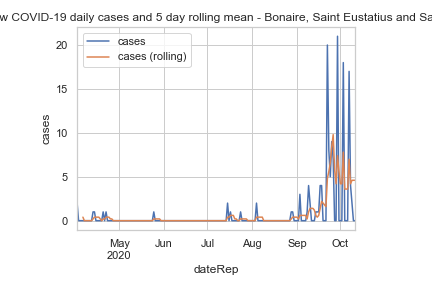 w COVID-19 daily cases and 5 day rolling mean - Bonaire, Saint Eustatius and Sa
cases
cases (rolling)
cases
20
15
10
5
0
May
2020
Jun
Jul
Aug
Sep
Oct
dateRep